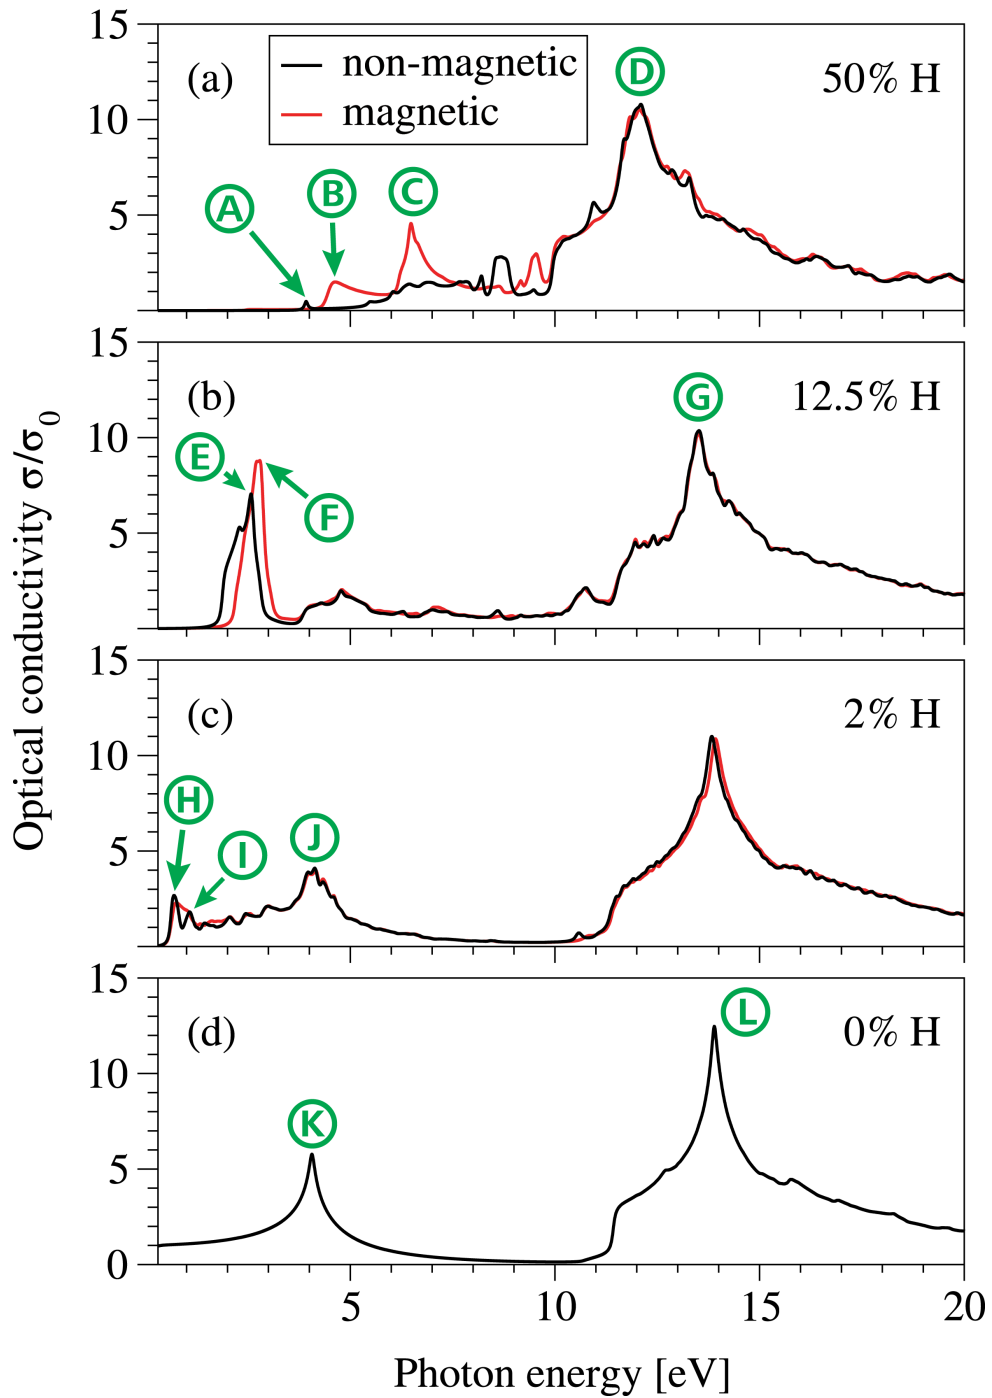 15
(a)
non-magnetic
magnetic
D
50% H
10
A
B
C
5
15
(b)
12.5% H
G
10
E
F
5
15
(c)
2% H
10
H
I
J
5
15
(d)
L
0% H
10
K
5
0
5
10
15
20
Optical conductivity σ/σ₀
Photon energy [eV]